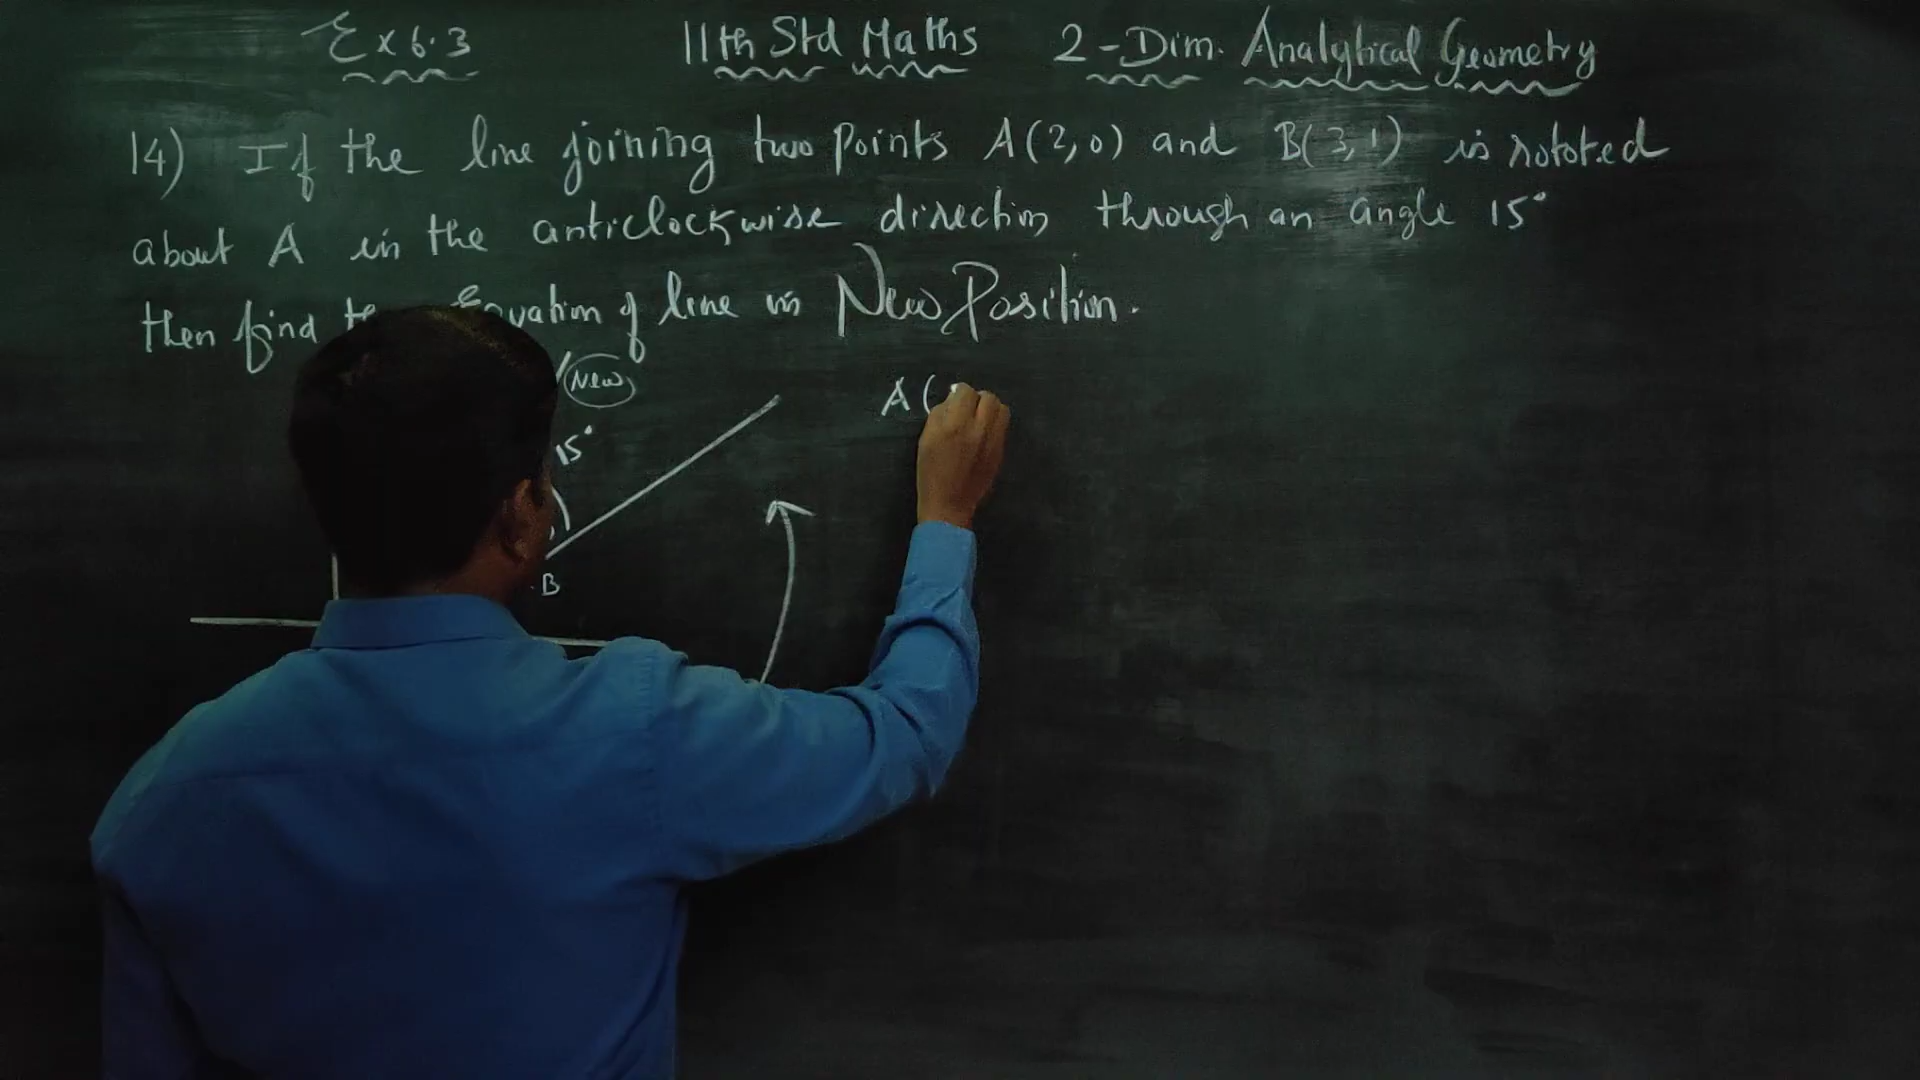 Ex 6.3 11th Std Maths 2-Dim. Analytical Geometry
14) If the line joining two points A(2,0) and B(3,1) is rotated
about A in the anticlockwise direction through an angle 15°
then find Equation of line in New Position.
New
A(
15°
B